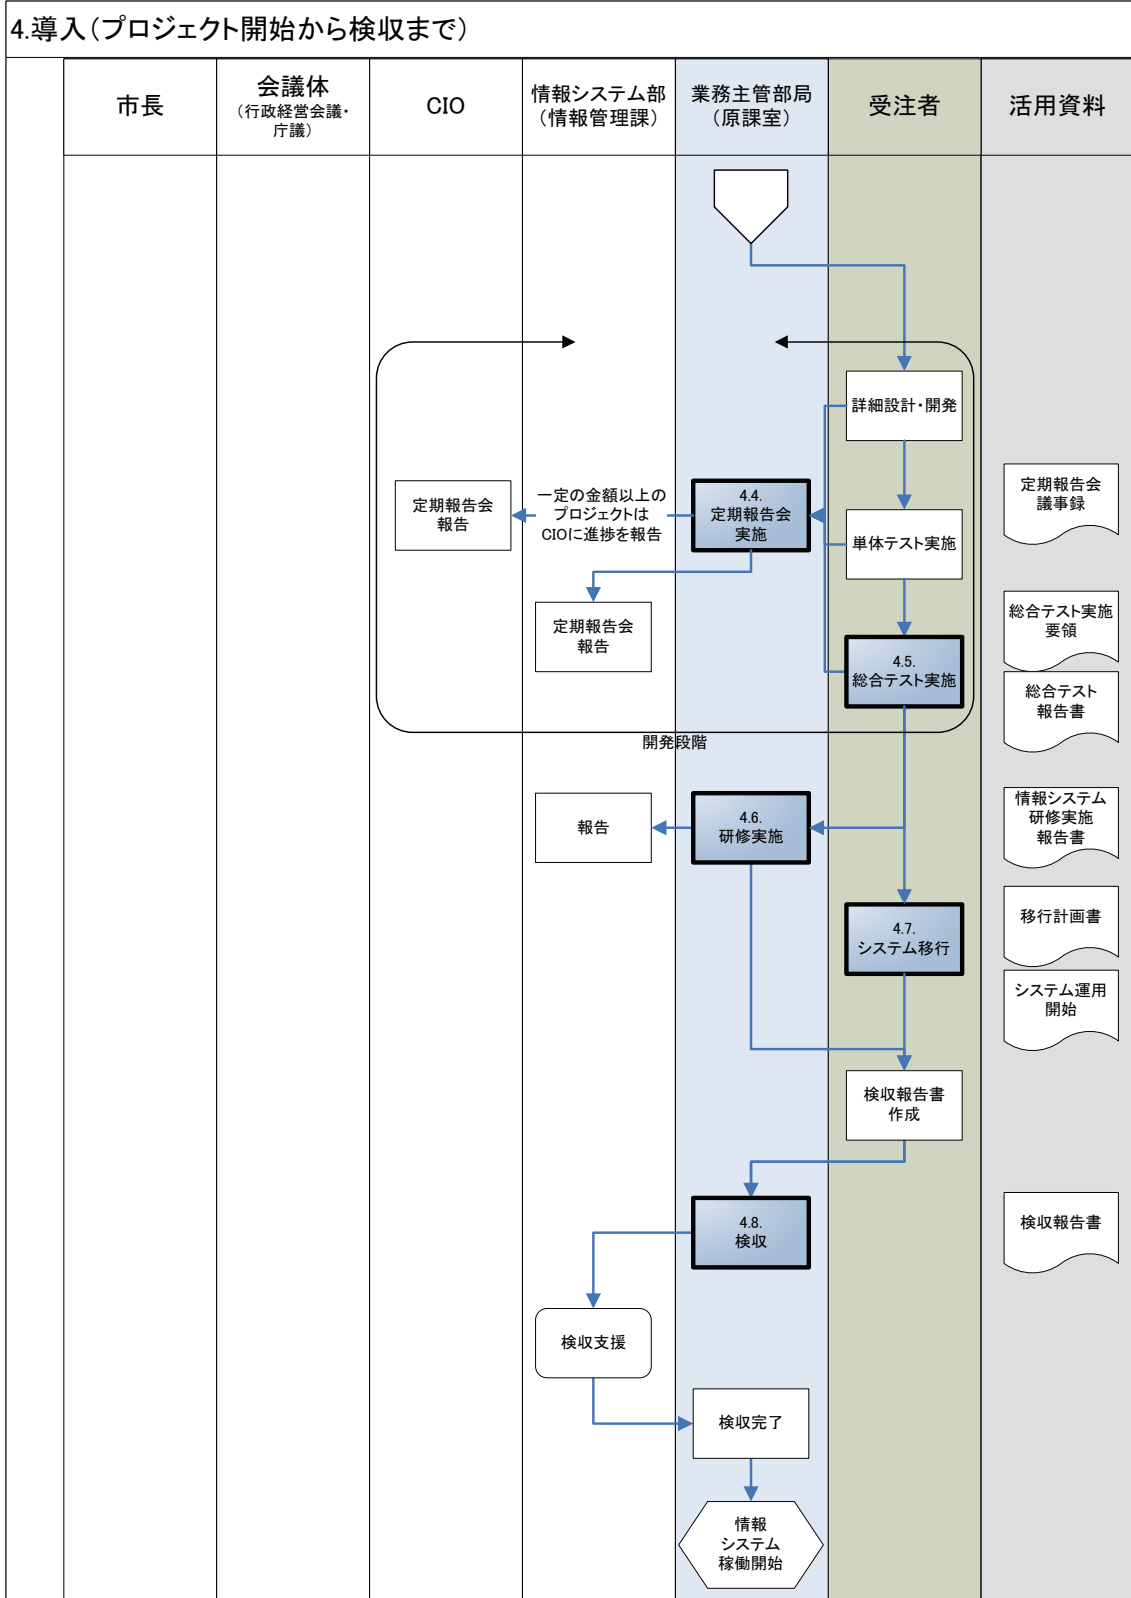 4.導入（プロジェクト開始から検収まで）
市長
会議体
（行政経営会議・
庁議）
CIO
情報システム部
（情報管理課）
業務主管部局
（原課室）
受注者
活用資料
詳細設計・開発
定期報告会
報告
一定の金額以上の
プロジェクトは
CIOに進捗を報告
4.4.
定期報告会
実施
単体テスト実施
定期報告会
議事録
定期報告会
報告
4.5.
総合テスト実施
総合テスト実施
要領
総合テスト
報告書
開発段階
報告
4.6.
研修実施
情報システム
研修実施
報告書
4.7.
システム移行
移行計画書
システム運用
開始
検収報告書
作成
4.8.
検収
検収報告書
検収支援
検収完了
情報
システム
稼働開始